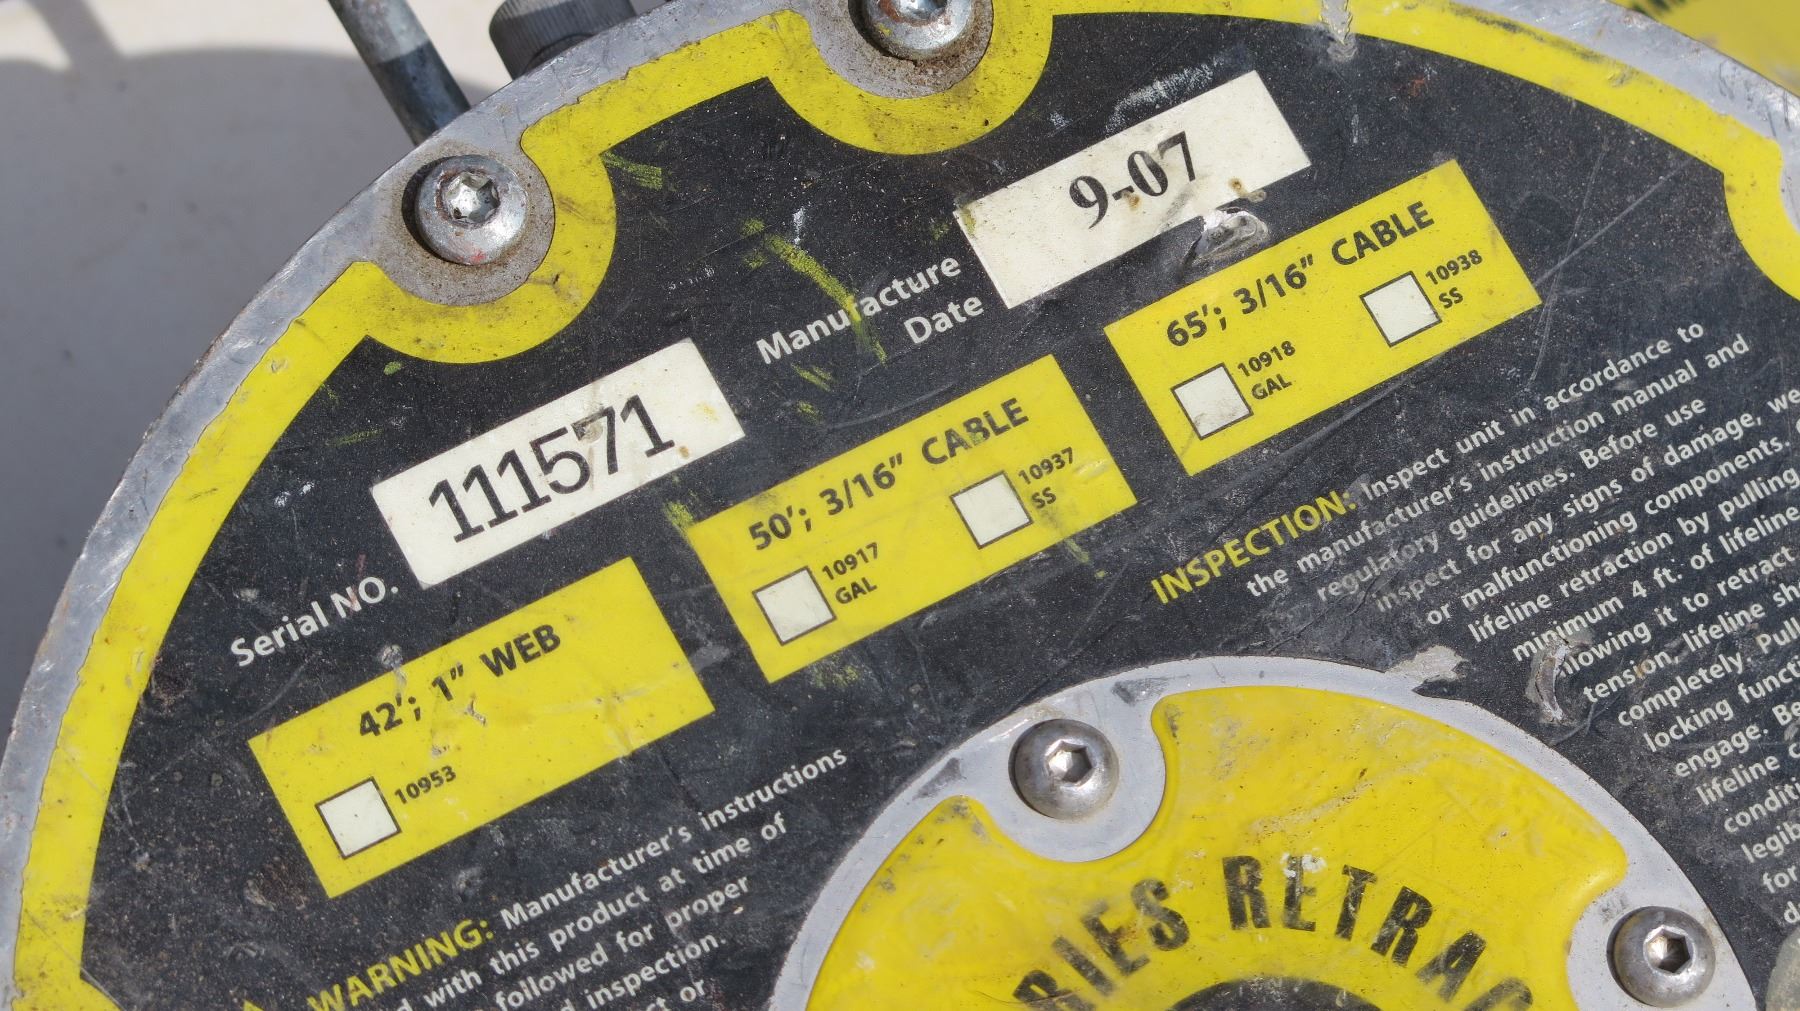 9-07
Manufacture
Date
65'; 3/16" CABLE
10918
GAL
10938
SS
111571
Serial NO.
50'; 3/16" CABLE
10917
GAL
10937
SS
42'; 1" WEB
10953
INSPECTION: Inspect unit in accordance to
the manufacturer's instruction manual and
regulatory guidelines. Before use
inspect for any signs of damage,
or malfunctioning components.
lifeline retraction by pulling
minimum 4 ft. of lifeline
allowing it to retract
tension, lifeline
completely. Pull
locking
engage.
lifeline
for
WARNING: Manufacturer's instructions
with this product at time of
followed for proper
inspection.
or
RETRAC